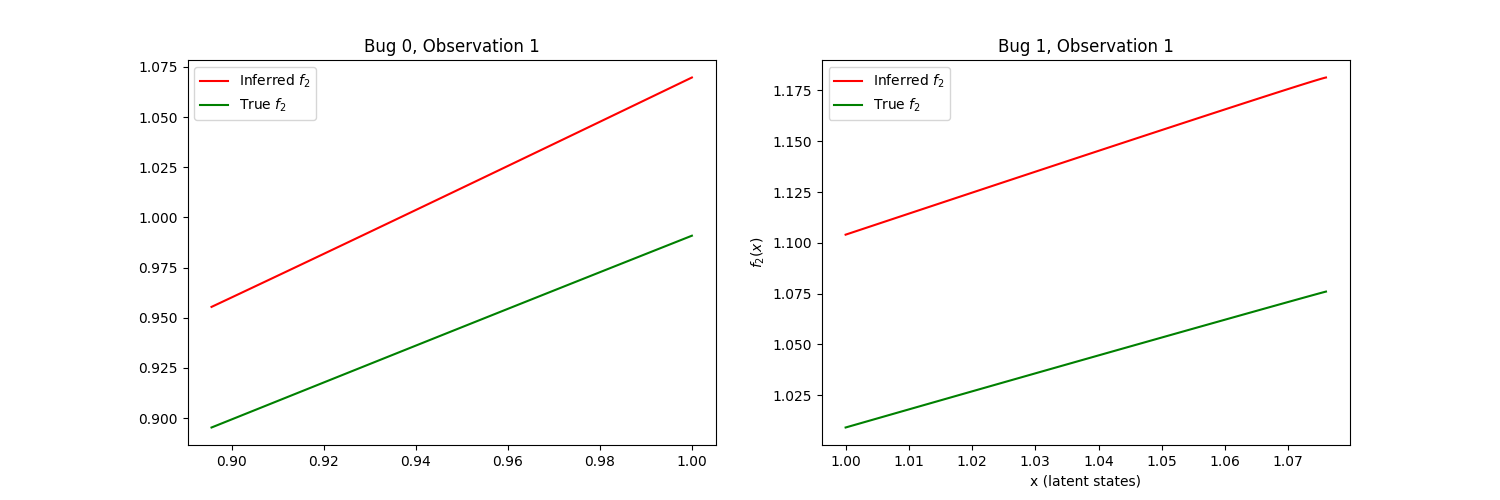 Bug 0, Observation 1
Inferred f₂
True f₂
1.075
1.050
1.025
1.000
0.975
0.950
0.925
0.900
0.90 0.92 0.94 0.96 0.98 1.00
Bug 1, Observation 1
Inferred f₂
True f₂
f₂(x)
1.175
1.150
1.125
1.100
1.075
1.050
1.025
1.00 1.01 1.02 1.03 1.04 1.05 1.06 1.07
x (latent states)